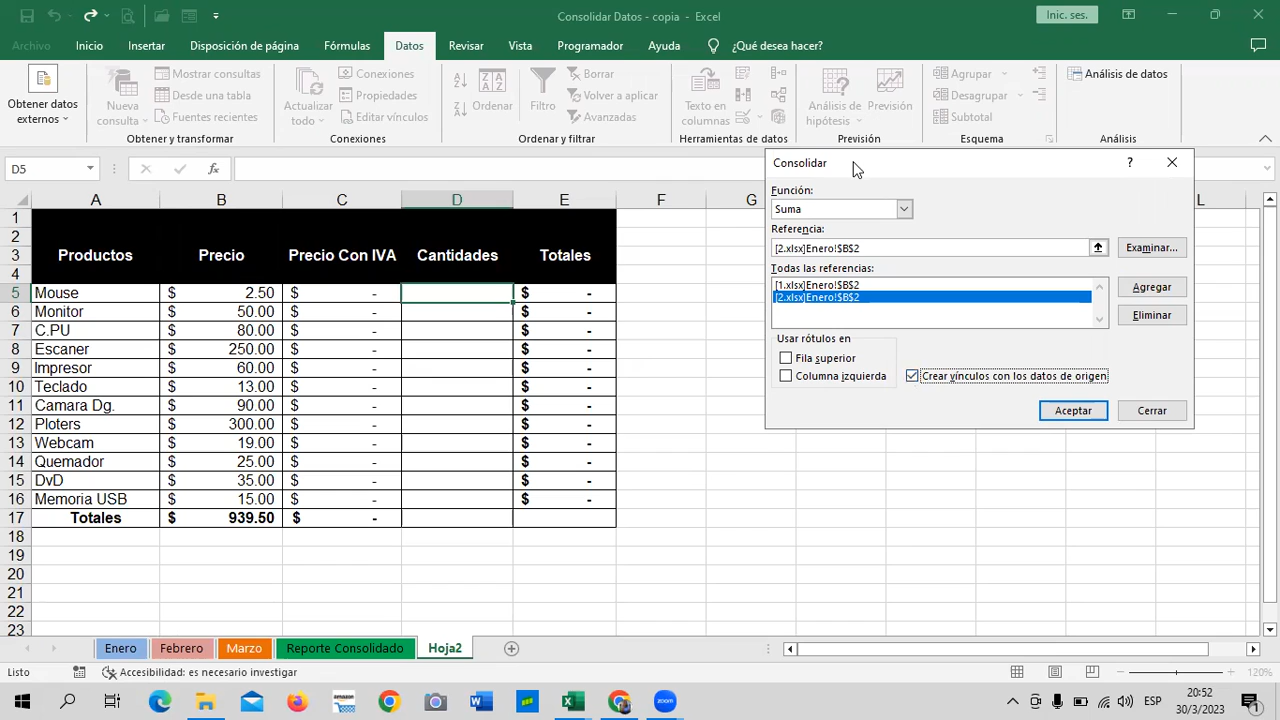 Consolidar Datos - copia - Excel
Inic. ses.
Archivo Inicio Insertar Disposición de página Fórmulas Datos Revisar Vista Programador Ayuda ¿Qué desea hacer?
Obtener datos externos
Nueva consulta
Mostrar consultas
Desde una tabla
Fuentes recientes
Obtener y transformar
Actualizar todo
Conexiones
Propiedades
Editar vínculos
Conexiones
Ordenar
Filtro
Borrar
Volver a aplicar
Avanzadas
Ordenar y filtrar
Texto en columnas
Herramientas de datos
Análisis de hipótesis
Previsión
Previsión
Agrupar
Desagrupar
Subtotal
Esquema
Análisis de datos
Análisis
D5 fx
A B C D E F G L
1
2
3 Productos Precio Precio Con IVA Cantidades Totales
4
5 Mouse $ 2.50 $ - $ -
6 Monitor $ 50.00 $ - $ -
7 C.PU $ 80.00 $ - $ -
8 Escaner $ 250.00 $ - $ -
9 Impresor $ 60.00 $ - $ -
10 Teclado $ 13.00 $ - $ -
11 Camara Dg. $ 90.00 $ - $ -
12 Ploters $ 300.00 $ - $ -
13 Webcam $ 19.00 $ - $ -
14 Quemador $ 25.00 $ - $ -
15 DvD $ 35.00 $ - $ -
16 Memoria USB $ 15.00 $ - $ -
17 Totales $ 939.50 $ -
18
19
20
21
22
23
Consolidar ?
Función:
Suma
Referencia:
[2.xlsx]Enero!$B$2 Examinar...
Todas las referencias:
[1.xlsx]Enero!$B$2 Agregar
[2.xlsx]Enero!$B$2
Eliminar
Usar rótulos en
Fila superior
Columna izquierda Crear vínculos con los datos de origen
Aceptar Cerrar
Enero Febrero Marzo Reporte Consolidado Hoja2
Listo Accesibilidad: es necesario investigar 120%
amazon zoom ESP 20:52
30/3/2023 1